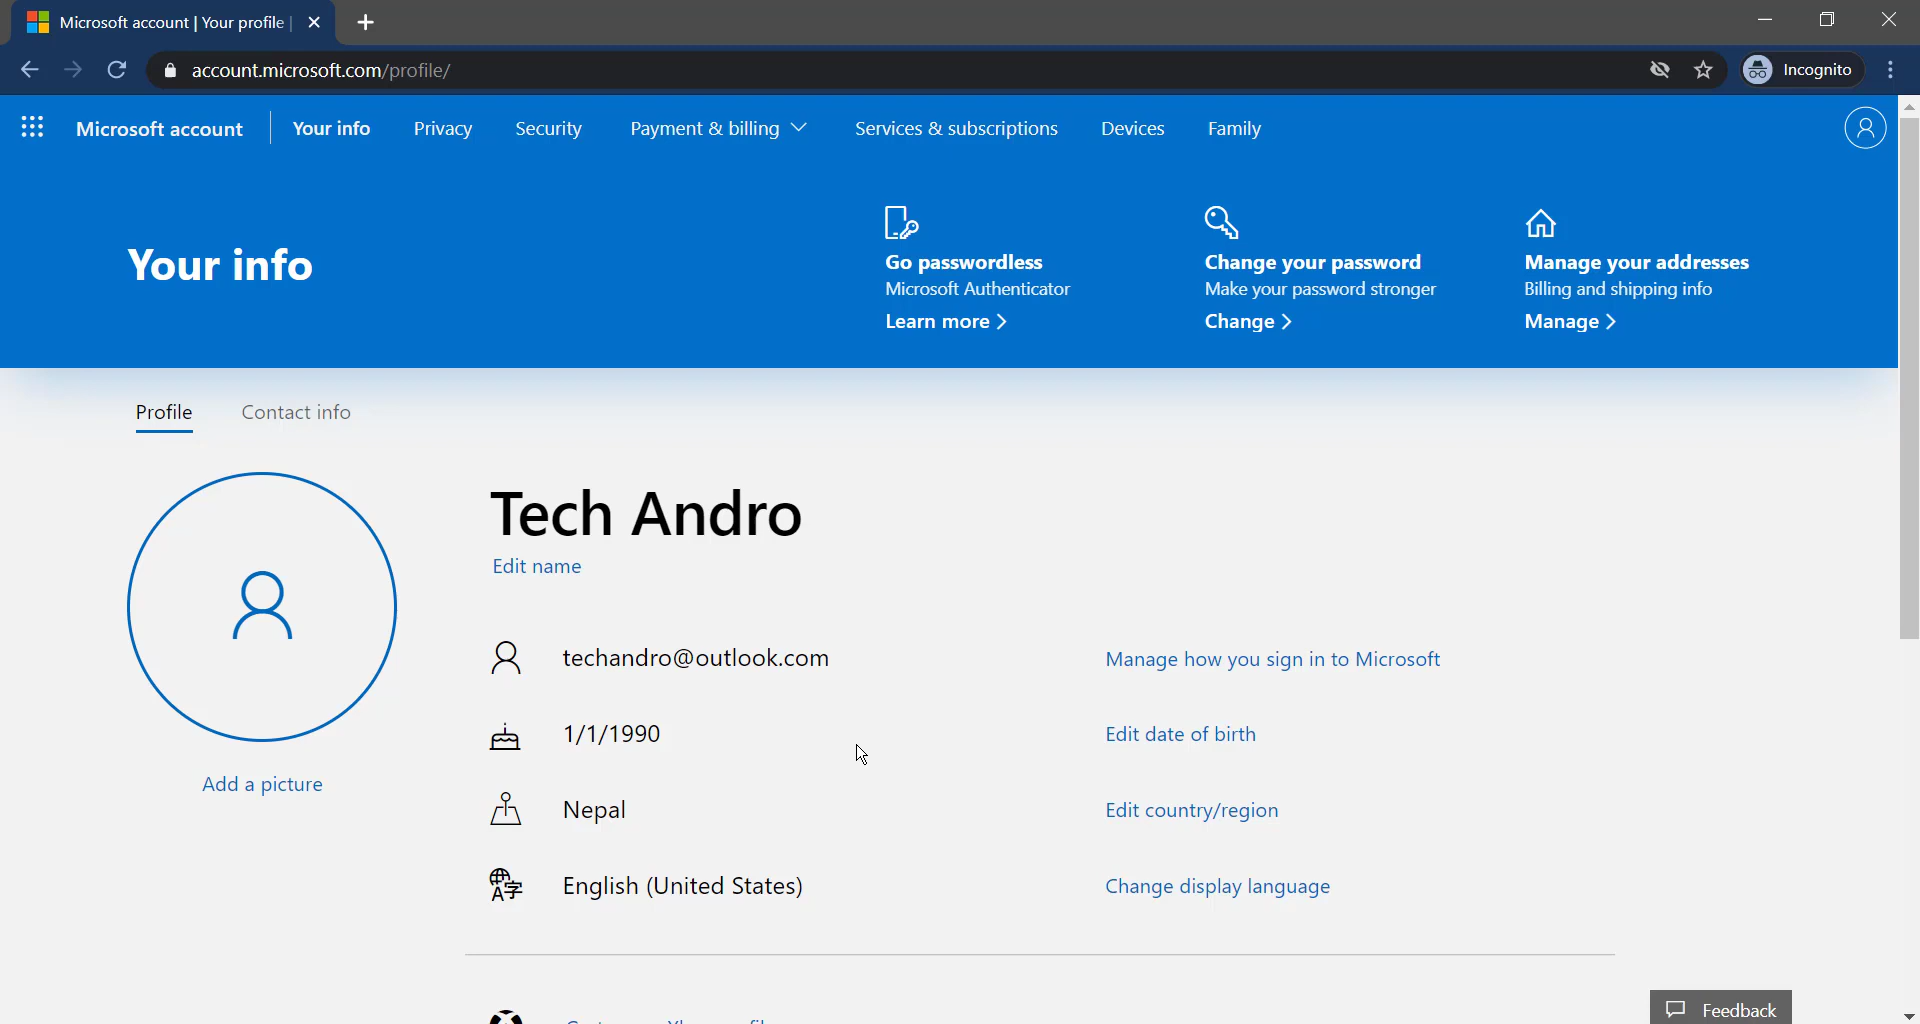 Microsoft account | Your profile
account.microsoft.com/profile/
Incognito
Microsoft account
Your info
Privacy
Security
Payment & billing
Services & subscriptions
Devices
Family
Your info
Go passwordless
Microsoft Authenticator
Learn more >
Change your password
Make your password stronger
Change >
Manage your addresses
Billing and shipping info
Manage >
Profile
Contact info
Add a picture
Tech Andro
Edit name
techandro@outlook.com
Manage how you sign in to Microsoft
1/1/1990
Edit date of birth
Nepal
Edit country/region
English (United States)
Change display language
Feedback